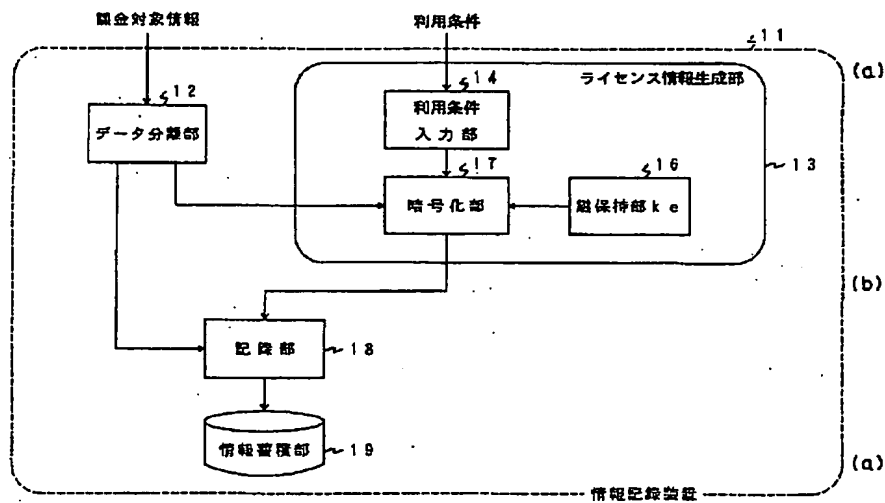 課金対象情報
利用条件
11
(a)
ライセンス情報生成部
12
14
データ分離部
利用条件
入力部
17
16
13
暗号化部
鍵保持部ke
(b)
記録部
18
情報蓄積部
19
(a)
情報記録装置